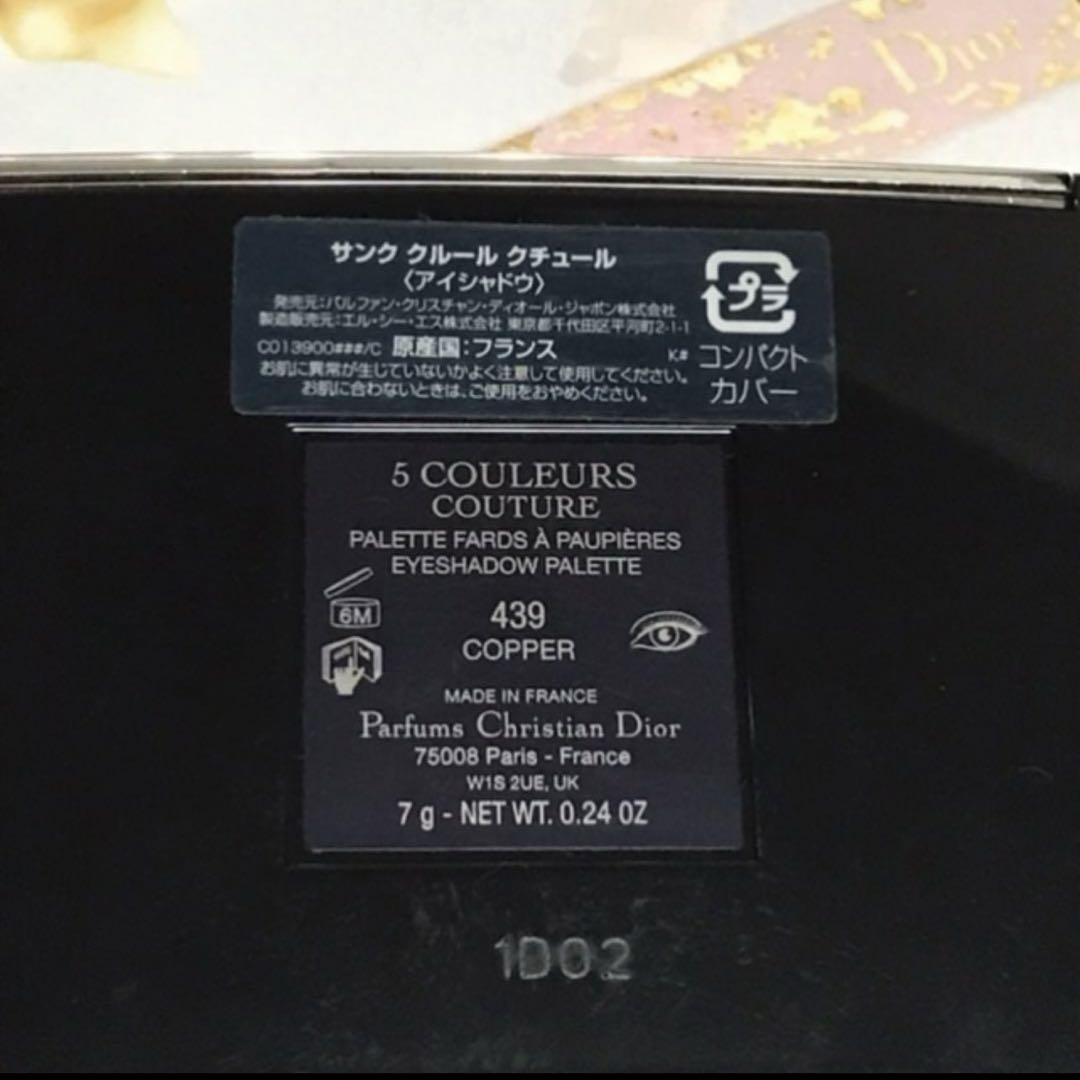 Dior
サンク クルール クチュール
〈アイシャドウ〉
発売元:パルファン・クリスチャン・ディオール・ジャポン株式会社
製造販売元:エル・シー・エス株式会社 東京都千代田区平河町2-1-1
C013900###/C 原産国:フランス K#
お肌に異常が生じていないかよく注意して使用してください。
お肌に合わないときは、ご使用をおやめください。
プラ
コンパクト
カバー
5 COULEURS
COUTURE
PALETTE FARDS À PAUPIÈRES
EYESHADOW PALETTE
6M
439
COPPER
MADE IN FRANCE
Parfums Christian Dior
75008 Paris - France
W1S 2UE, UK
7 g - NET WT. 0.24 OZ
1D02